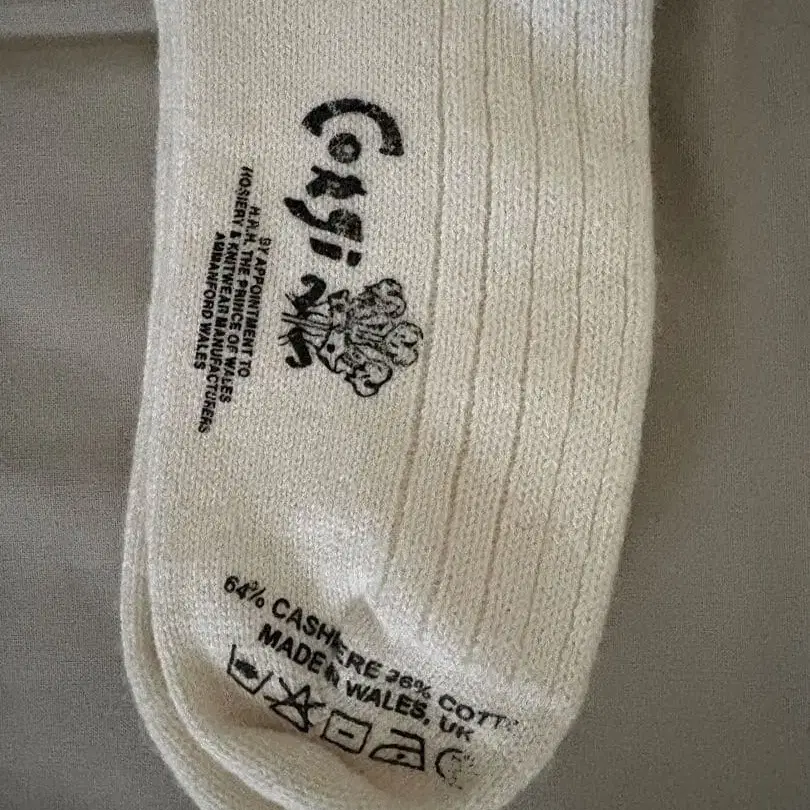 Corgi
BY APPOINTMENT TO
H.R.H. THE PRINCE OF WALES
HOSIERY & KNITWEAR MANUFACTURERS
AMMANFORD WALES
64% CASHMERE 36% COTTON
MADE IN WALES, UK